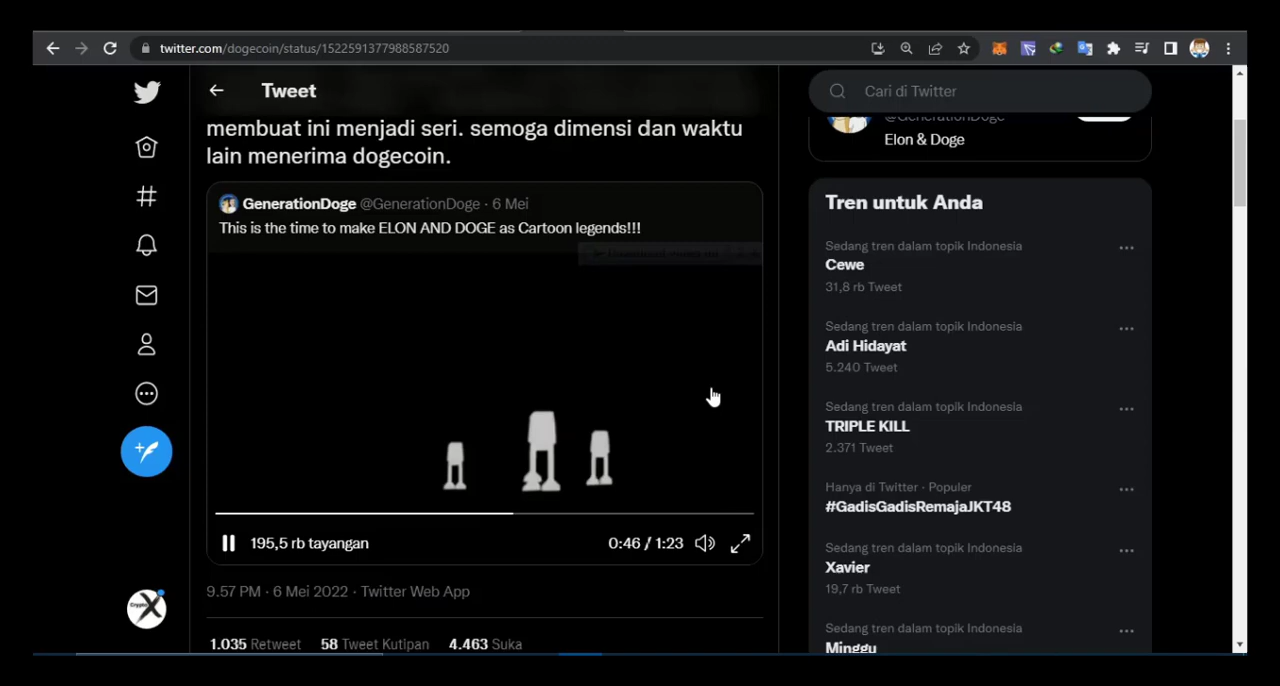 twitter.com/dogecoin/status/1522591377988587520
Tweet
membuat ini menjadi seri. semoga dimensi dan waktu
lain menerima dogecoin.
GenerationDoge @GenerationDoge · 6 Mei
This is the time to make ELON AND DOGE as Cartoon legends!!!
195,5 rb tayangan
0:46 / 1:23
9.57 PM · 6 Mei 2022 · Twitter Web App
1.035 Retweet 58 Tweet Kutipan 4.463 Suka
Cari di Twitter
@GenerationDoge
Elon & Doge
Tren untuk Anda
Sedang tren dalam topik Indonesia
Cewe
31,8 rb Tweet
Sedang tren dalam topik Indonesia
Adi Hidayat
5.240 Tweet
Sedang tren dalam topik Indonesia
TRIPLE KILL
2.371 Tweet
Hanya di Twitter · Populer
#GadisGadisRemajaJKT48
Sedang tren dalam topik Indonesia
Xavier
19,7 rb Tweet
Sedang tren dalam topik Indonesia
Minggu